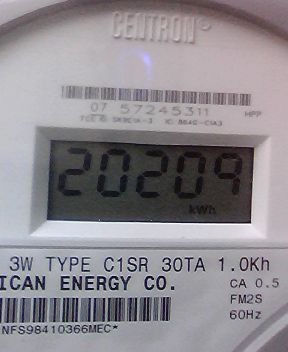 CENTRON®
07 57245311 HPP
20209
kWh
3W TYPE C1SR 30TA 1.0Kh
ICAN ENERGY CO. CA 0.5
FM2S
60Hz
NFS98410366MEC*